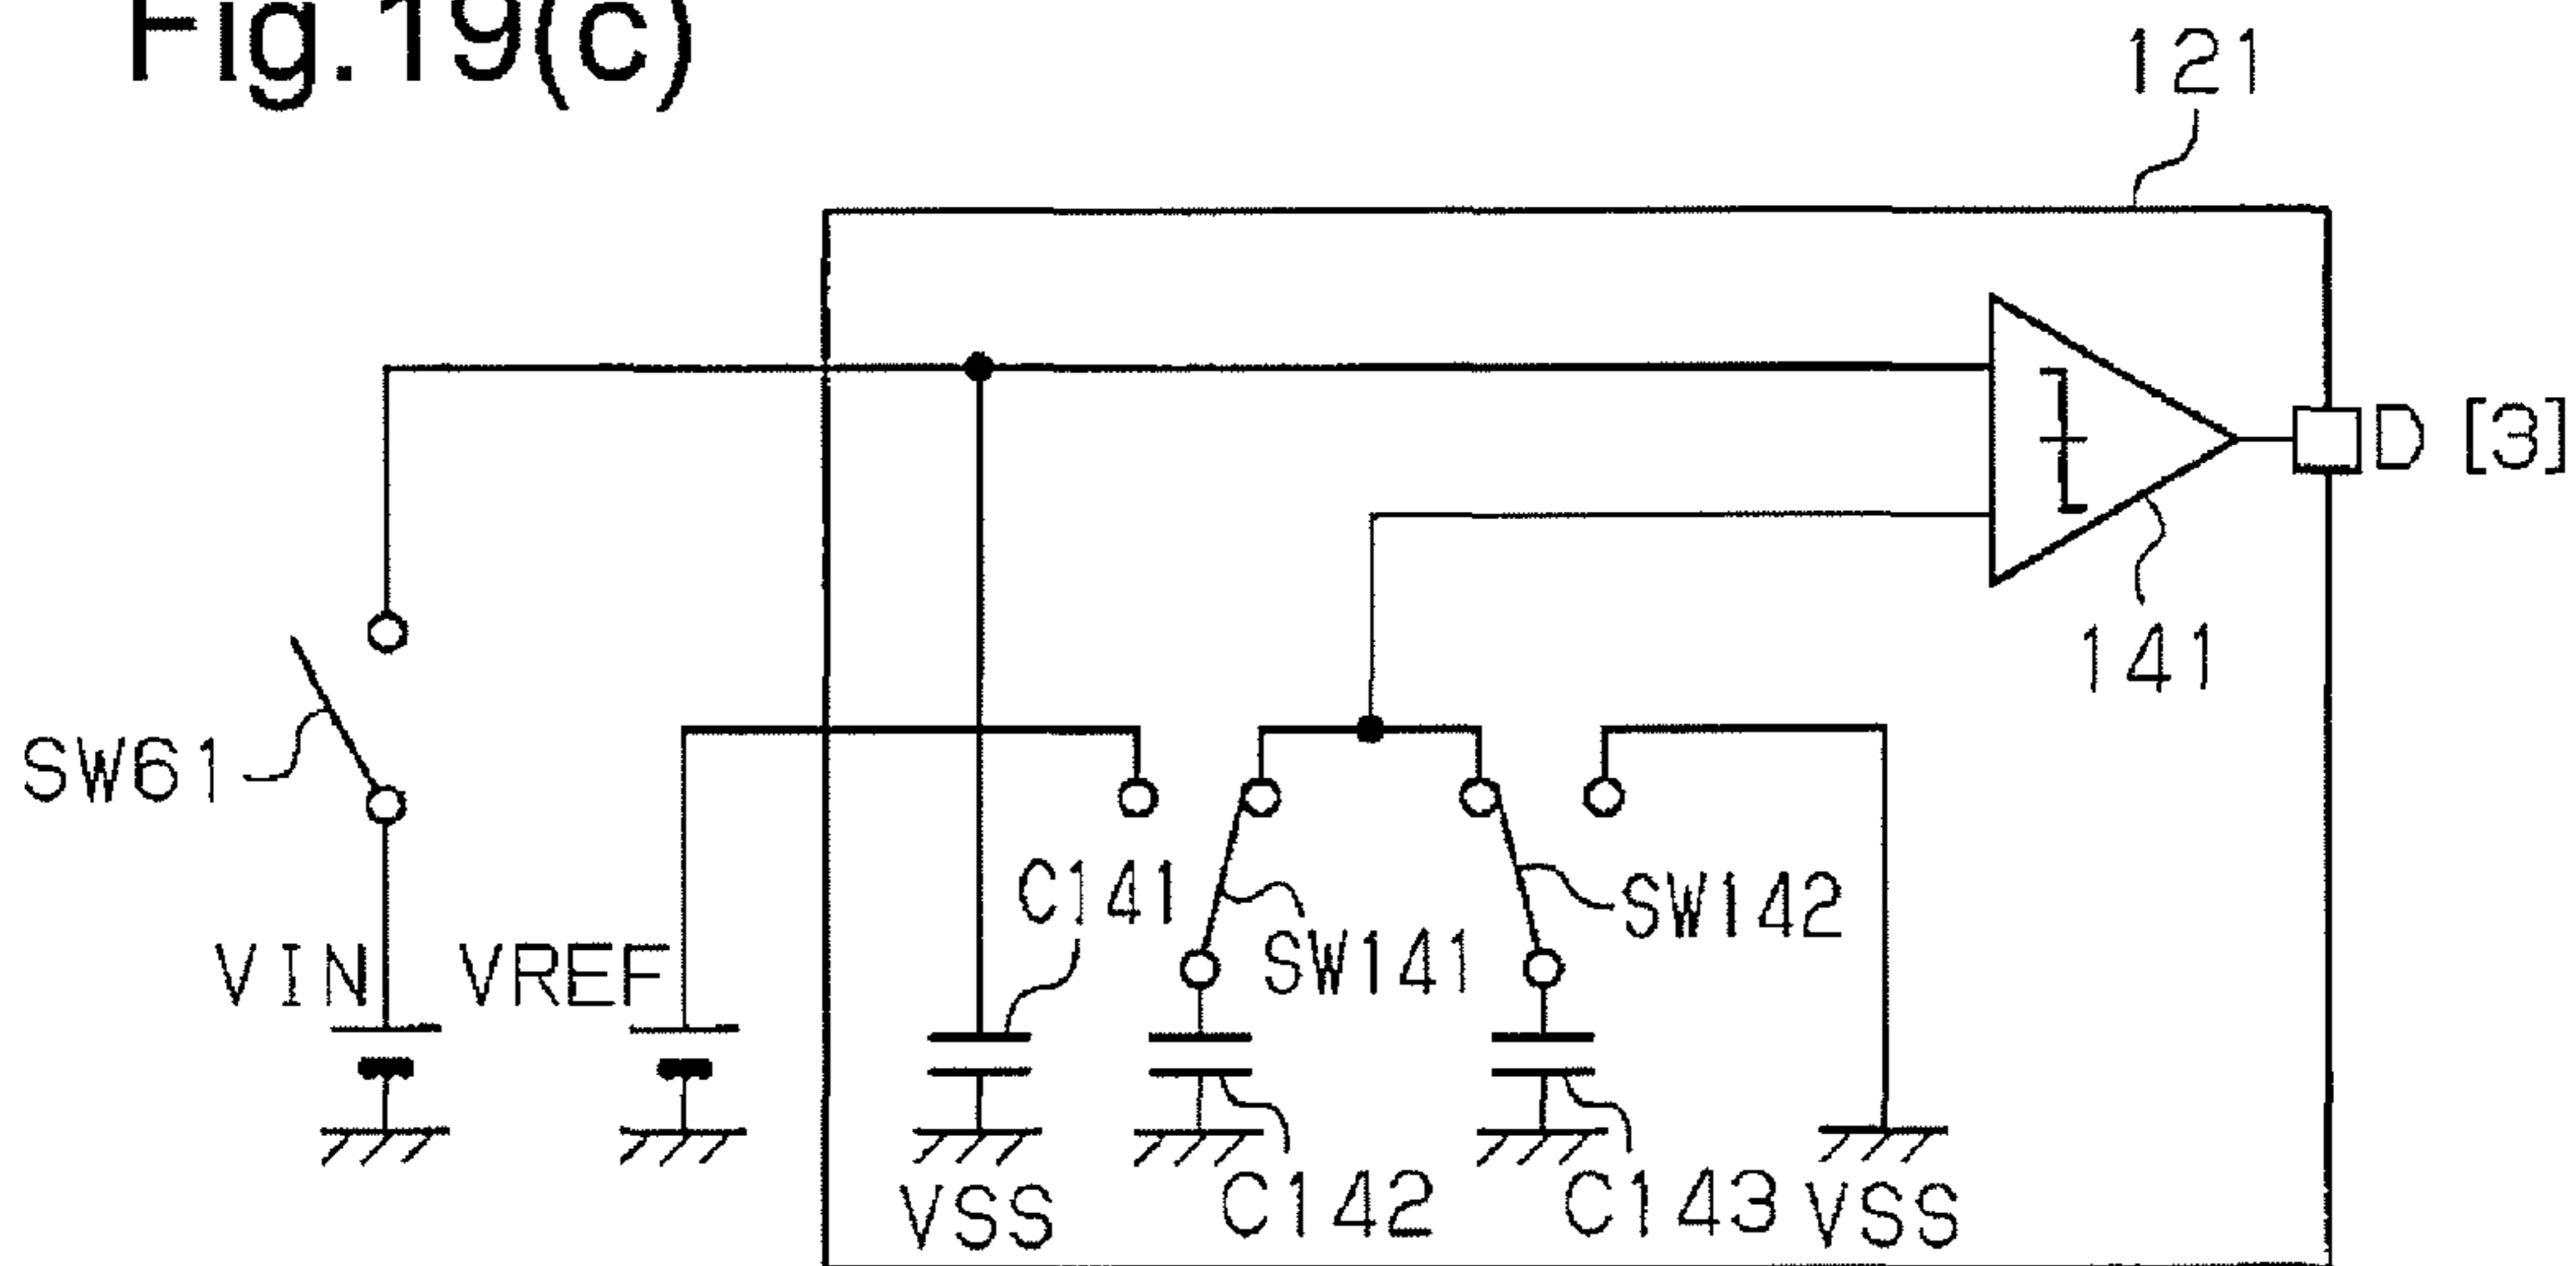 Fig.19(c)
121
D [3]
141
SW61
C141
SW142
VIN
VREF
SW141
VSS
C142
C143
VSS